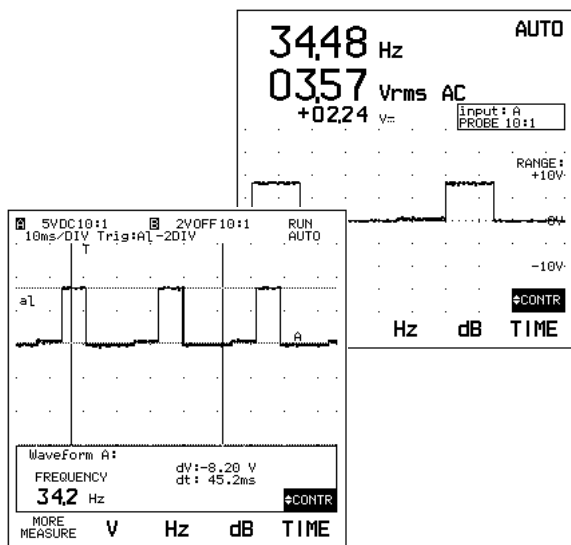 34.48 Hz AUTO
03.57 Vrms AC
+02.24 V⎓
input: A
PROBE 10:1
RANGE:
+10V
0V
-10V
≑CONTR
Hz dB TIME
A 5VDC10:1 B 2VOFF10:1 RUN
10ms/DIV Trig:A↓-2DIV AUTO
T
a↓
A
Waveform A:
FREQUENCY
34.2 Hz
dV:-8.20 V
dt: 45.2ms
≑CONTR
MORE
MEASURE V Hz dB TIME